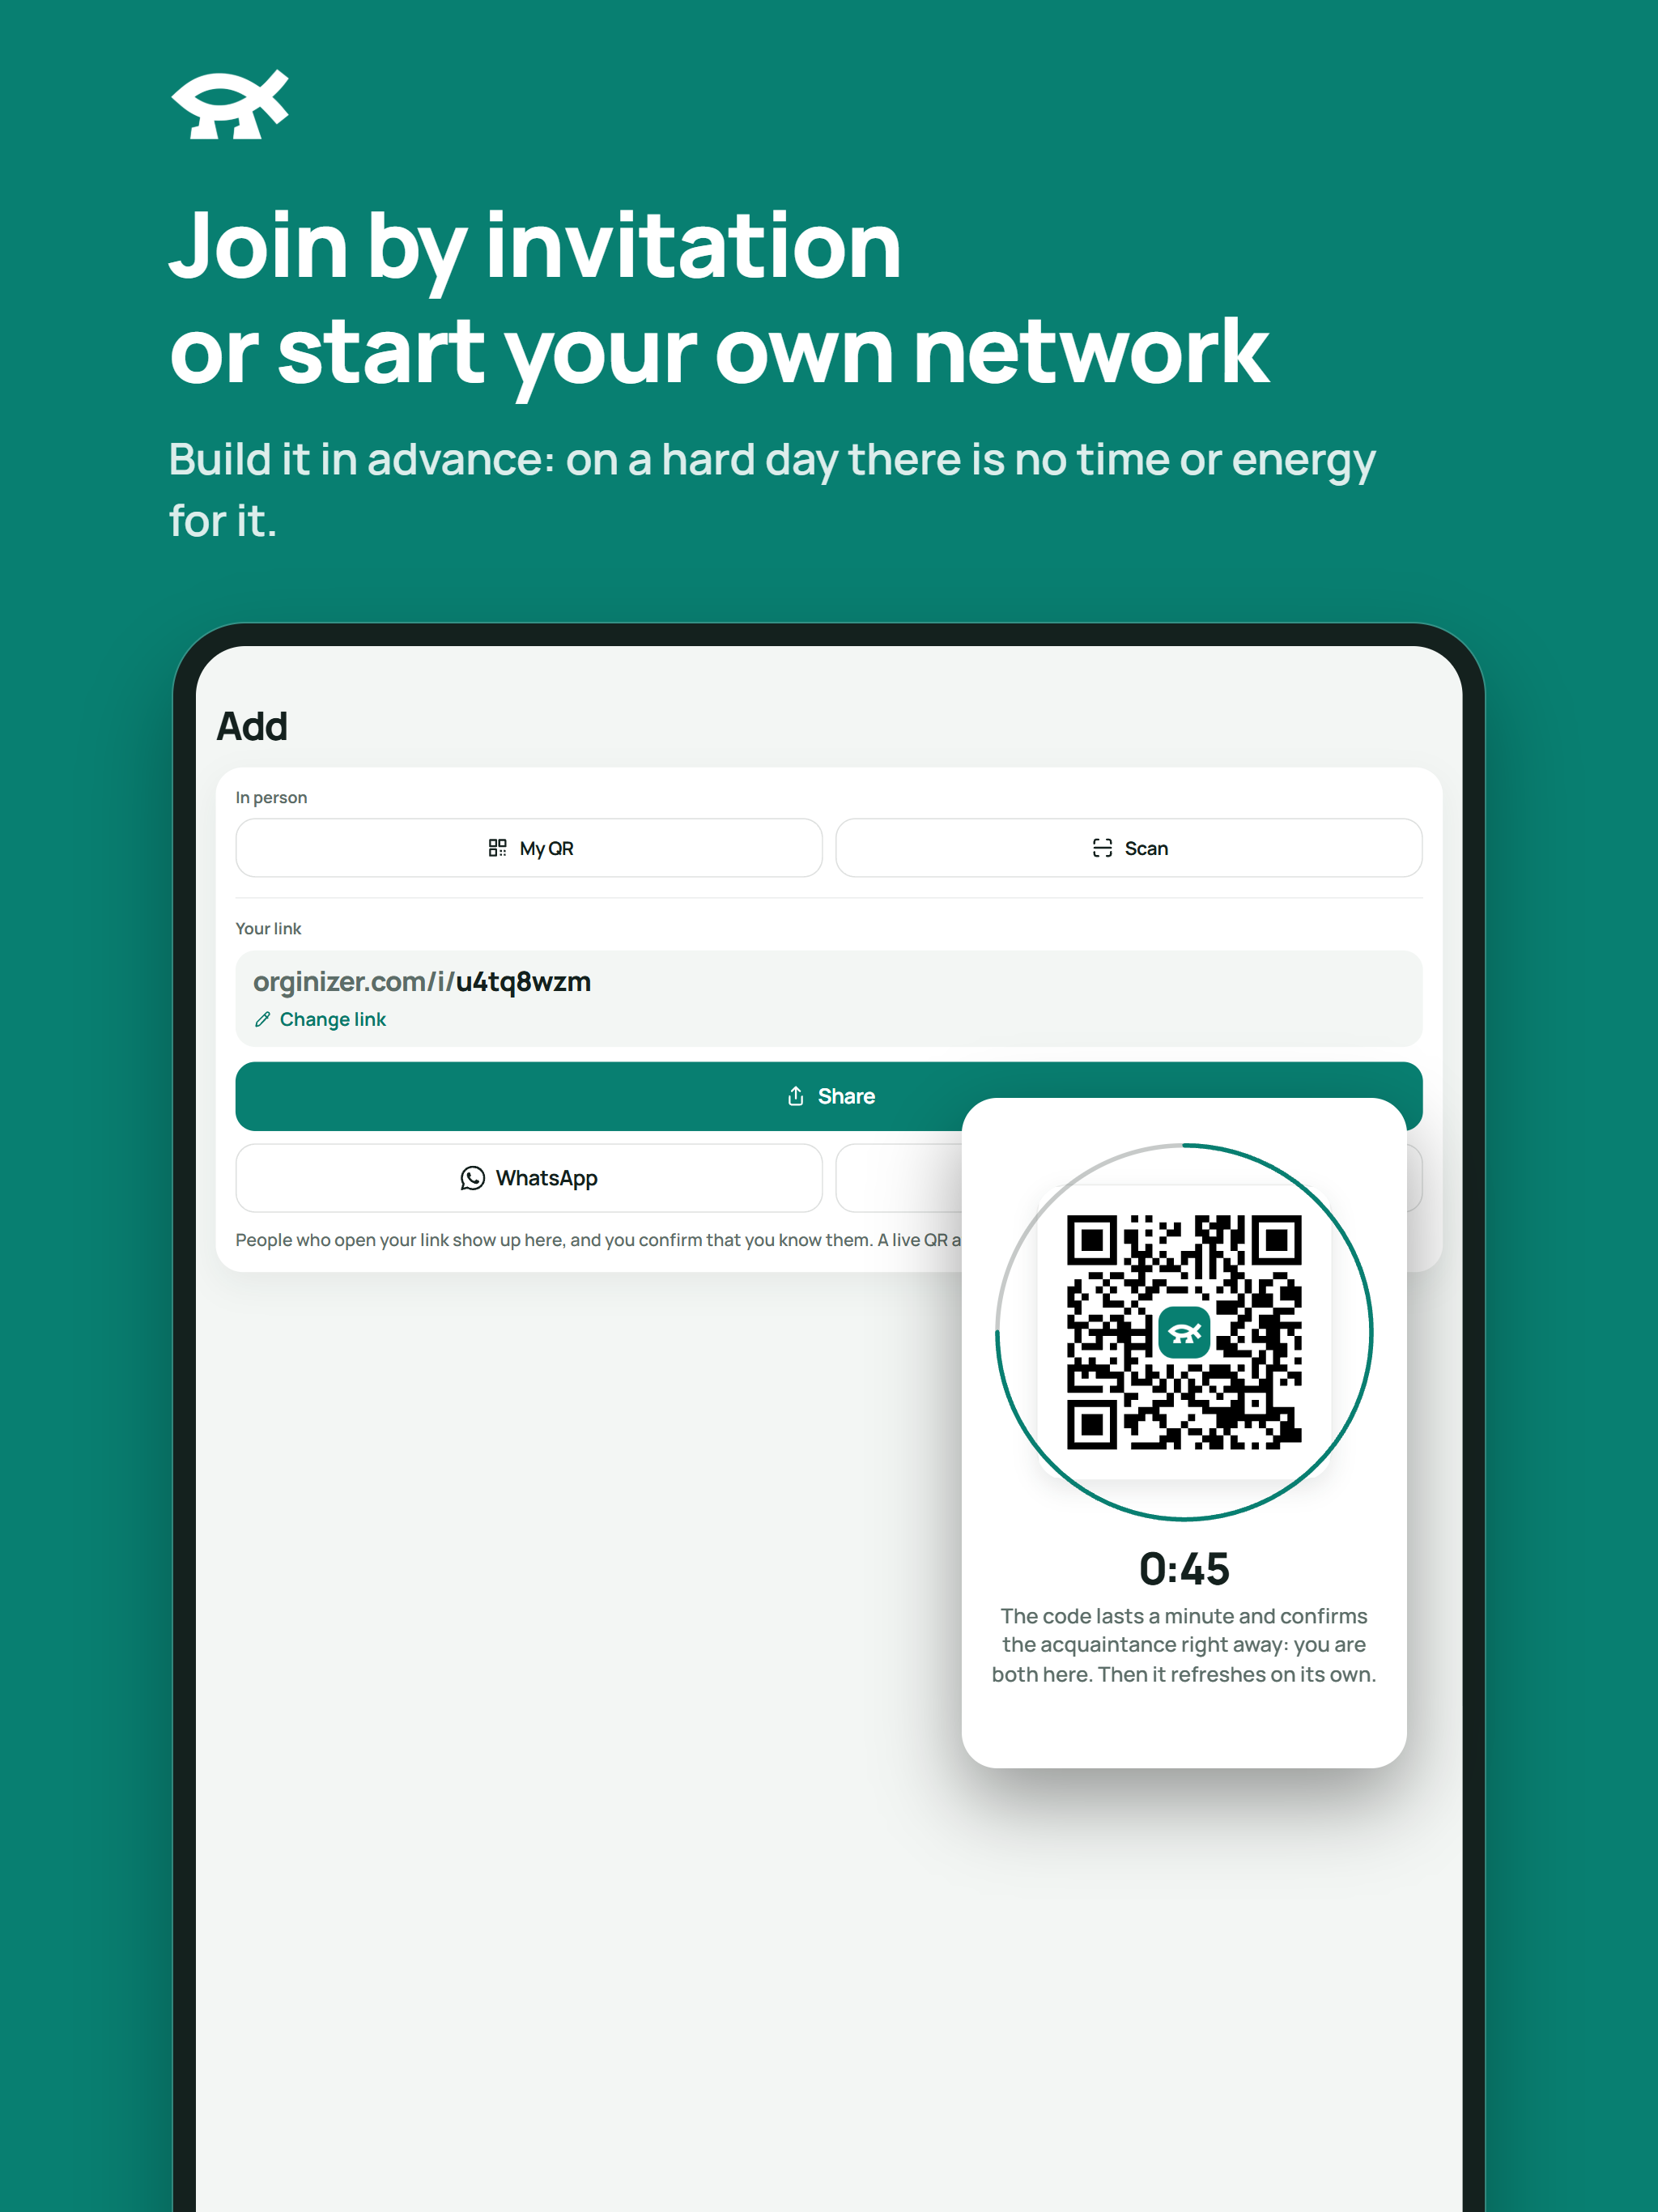 Join by invitation
or start your own network
Build it in advance: on a hard day there is no time or energy
for it.
Add
In person
My QR
Scan
Your link
orginizer.com/i/u4tq8wzm
Change link
Share
WhatsApp
People who open your link show up here, and you confirm that you know them. A live QR a
0:45
The code lasts a minute and confirms
the acquaintance right away: you are
both here. Then it refreshes on its own.